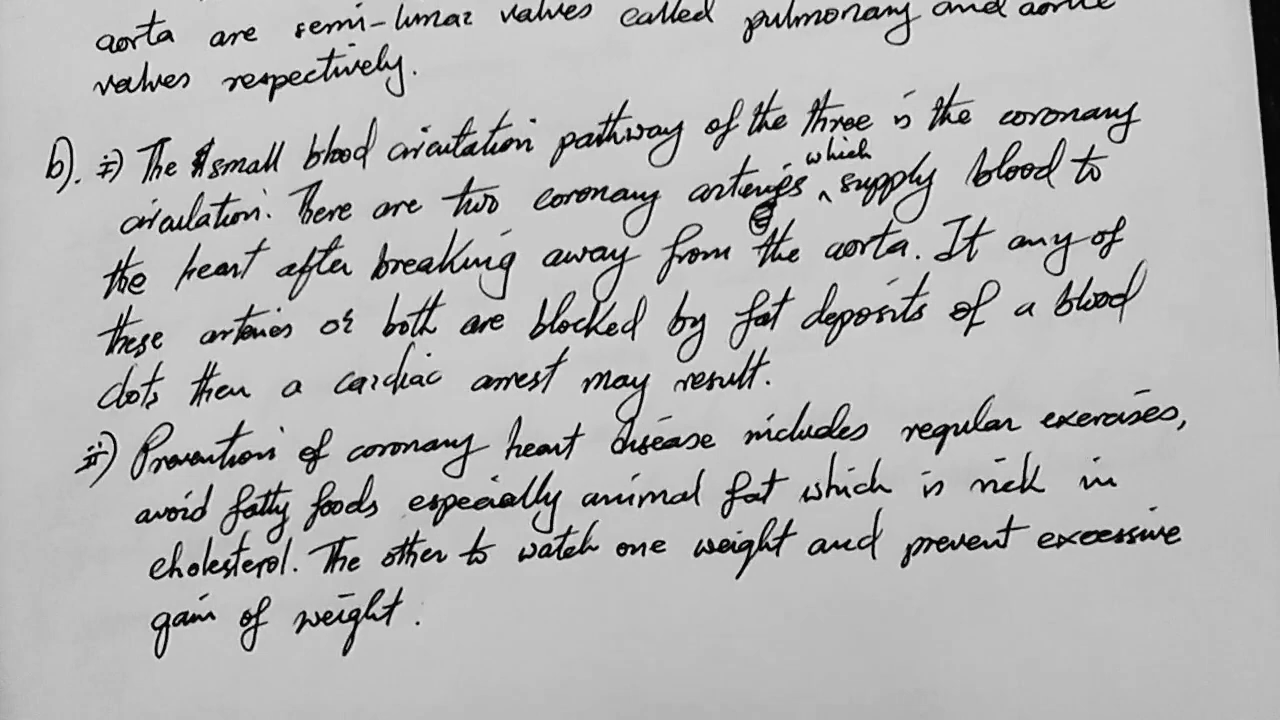 aorta are semi-lunar valves called pulmonary and aortic
valves respectively.
b). i) The small blood circulation pathway of the three is the coronary
circulation. There are two coronary arteries which supply blood to
the heart after breaking away from the aorta. If any of
these arteries or both are blocked by fat deposits of a blood
clots then a cardiac arrest may result.
ii) Prevention of coronary heart disease includes regular exercises,
avoid fatty foods especially animal fat which is rich in
cholesterol. The other to watch one weight and prevent excessive
gain of weight.